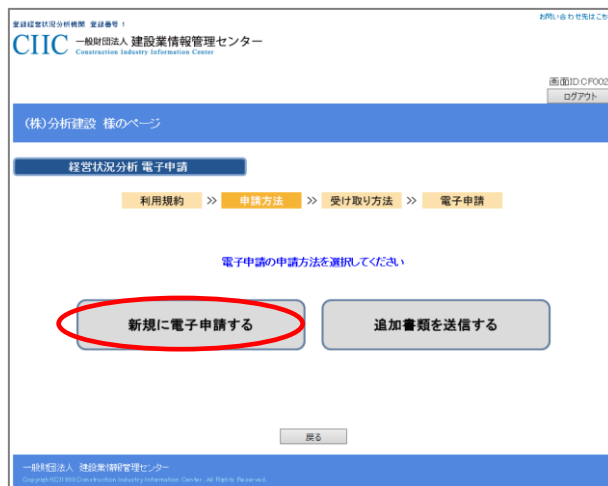 登録経営状況分析機関 登録番号 1
お問い合わせ先はこち
CIIC 一般財団法人 建設業情報管理センター
Construction Industry Information Center
画面ID:CF002
ログアウト
(株)分析建設 様のページ
経営状況分析 電子申請
利用規約 >> 申請方法 >> 受け取り方法 >> 電子申請
電子申請の申請方法を選択してください
新規に電子申請する 追加書類を送信する
戻る
一般財団法人 建設業情報管理センター
Construction Industry Information Center. All Rights Reserved.